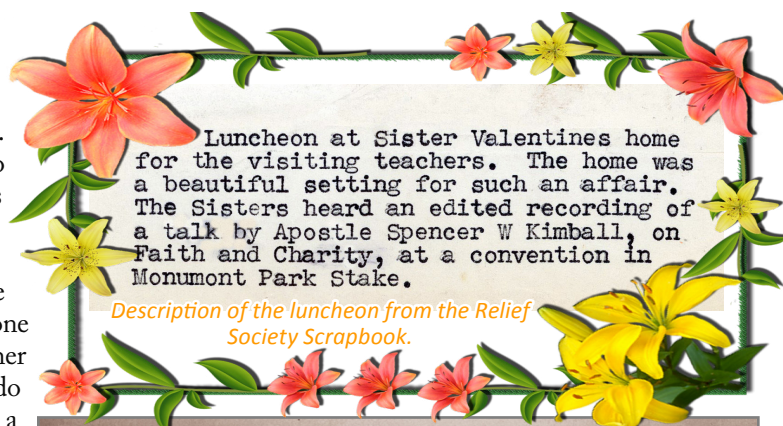 Luncheon at Sister Valentines home
for the visiting teachers. The home was
a beautiful setting for such an affair.
The Sisters heard an edited recording of
a talk by Apostle Spencer W Kimball, on
Faith and Charity, at a convention in
Monumont Park Stake.
Description of the luncheon from the Relief
Society Scrapbook.
one
do
a